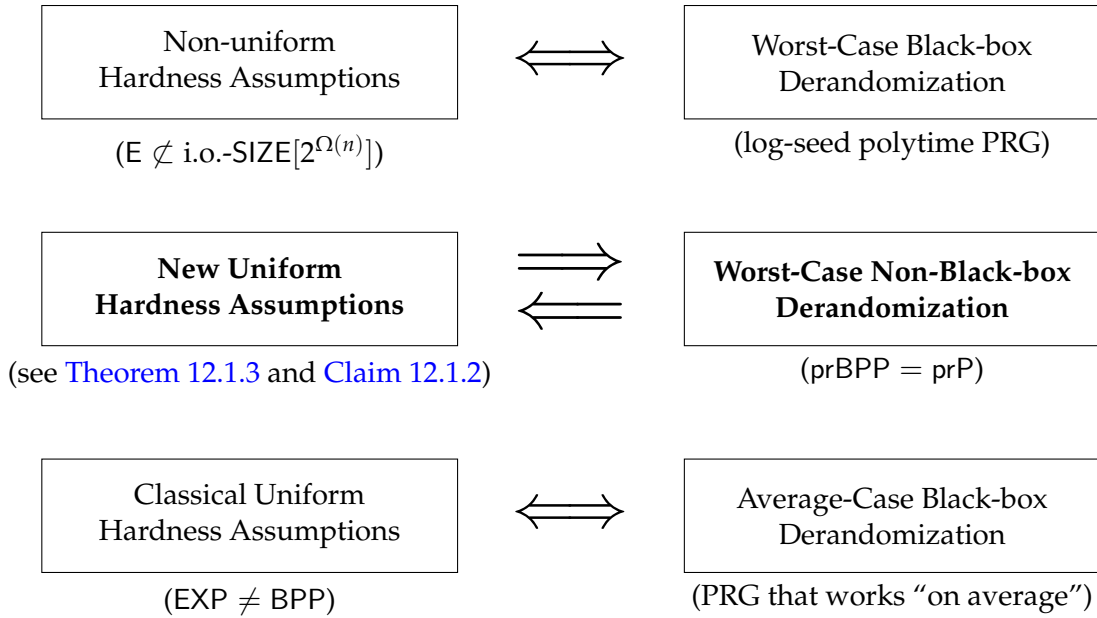 Non-uniform
Hardness Assumptions
(E ⊄ i.o.-SIZE[2^{Ω(n)}])
⟺
Worst-Case Black-box
Derandomization
(log-seed polytime PRG)
New Uniform
Hardness Assumptions
(see Theorem 12.1.3 and Claim 12.1.2)
⟹
⟸
Worst-Case Non-Black-box
Derandomization
(prBPP = prP)
Classical Uniform
Hardness Assumptions
(EXP ≠ BPP)
⟺
Average-Case Black-box
Derandomization
(PRG that works “on average”)